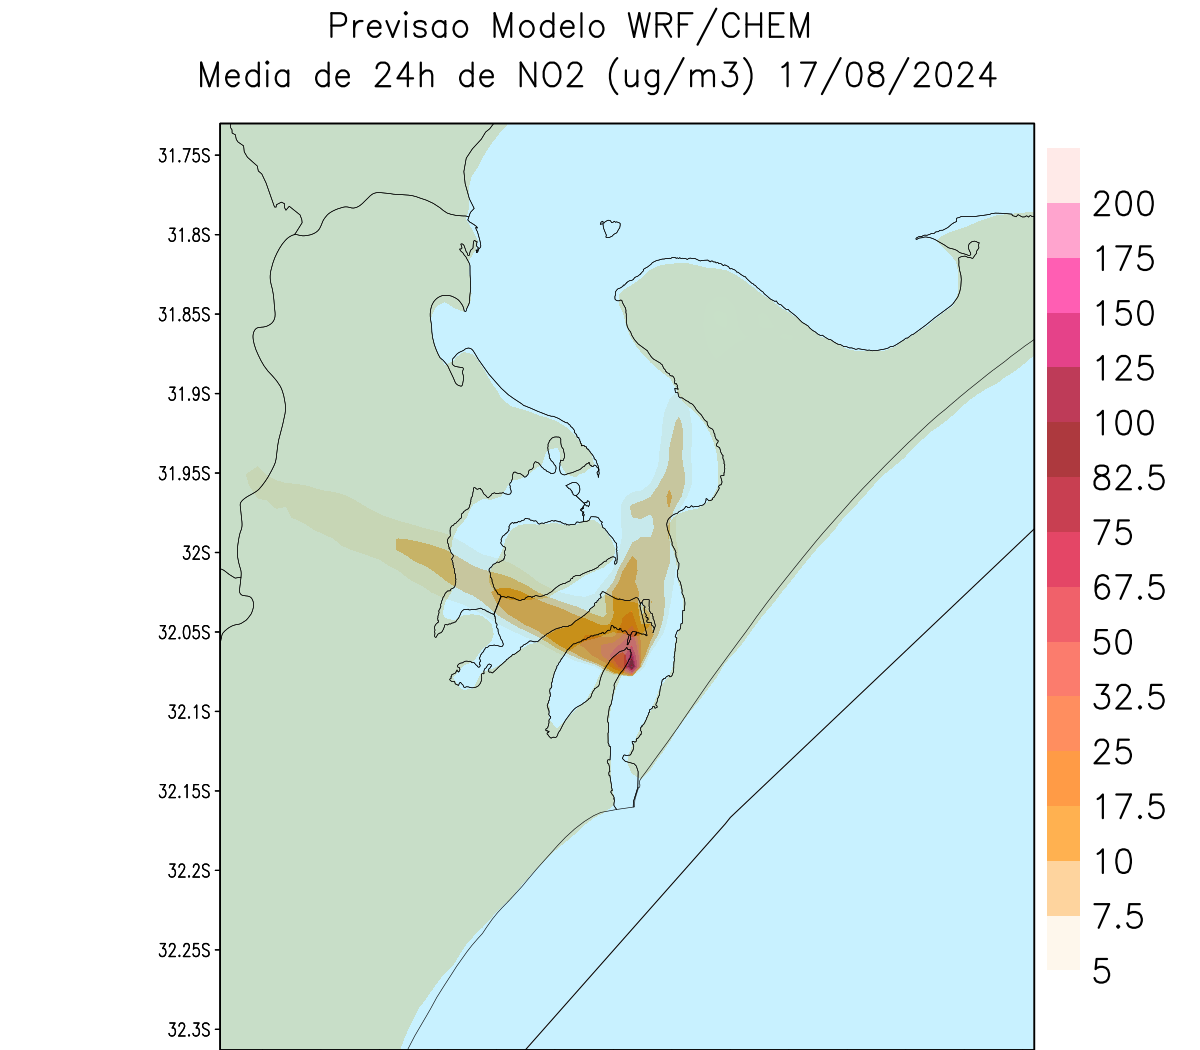 Previsao Modelo WRF/CHEM
Media de 24h de NO2 (ug/m3) 17/08/2024
31.75S
31.8S
31.85S
31.9S
31.95S
32S
32.05S
32.1S
32.15S
32.2S
32.25S
32.3S
200
175
150
125
100
82.5
75
67.5
50
32.5
25
17.5
10
7.5
5